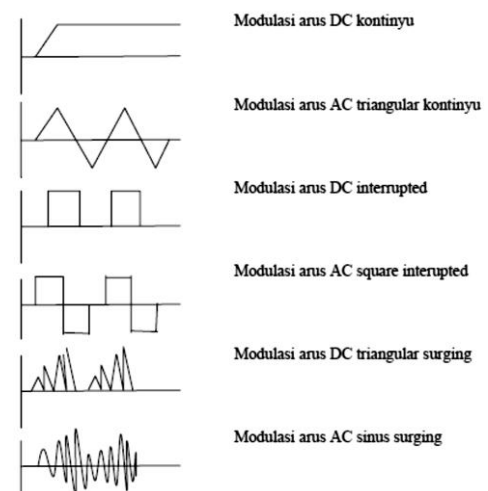 Modulasi arus DC kontinyu
Modulasi arus AC triangular kontinyu
Modulasi arus DC interrupted
Modulasi arus AC square interupted
Modulasi arus DC triangular surging
Modulasi arus AC sinus surging